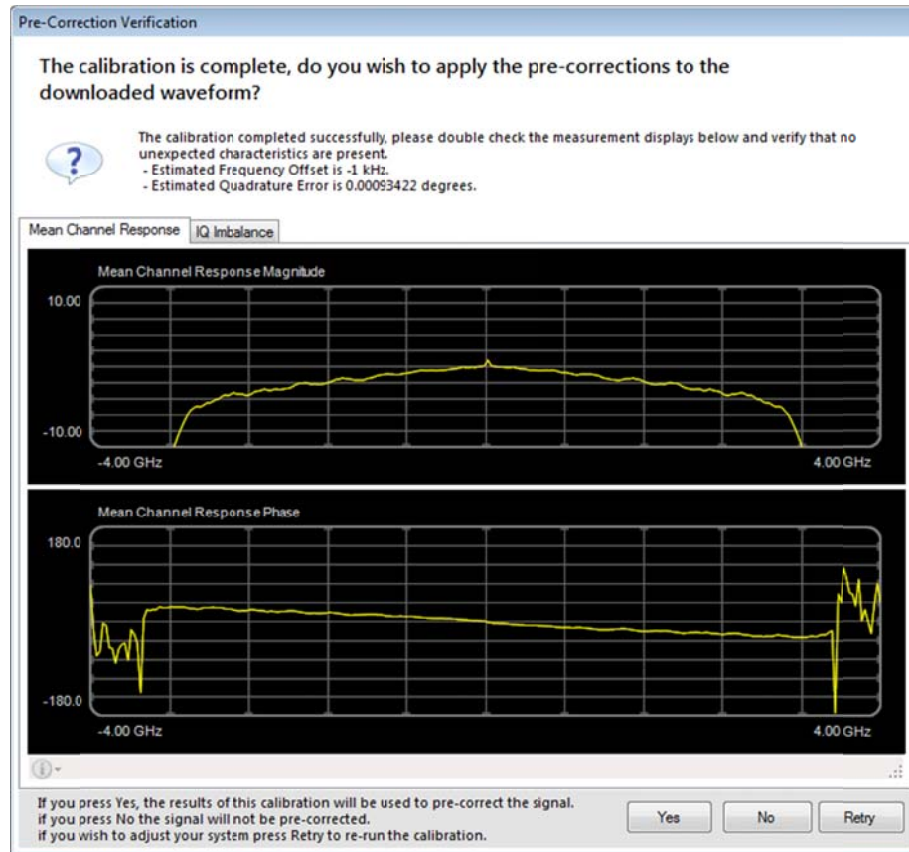 Pre-Correction Verification
The calibration is complete, do you wish to apply the pre-corrections to the
downloaded waveform?
The calibration completed successfully, please double check the measurement displays below and verify that no
unexpected characteristics are present.
- Estimated Frequency Offset is -1 kHz.
- Estimated Quadrature Error is 0.00093422 degrees.
Mean Channel Response
IQ Imbalance
Mean Channel Response Magnitude
10.00
-10.00
-4.00 GHz
4.00 GHz
Mean Channel Response Phase
180.0
-180.0
-4.00 GHz
4.00 GHz
If you press Yes, the results of this calibration will be used to pre-correct the signal.
if you press No the signal will not be pre-corrected.
if you wish to adjust your system press Retry to re-run the calibration.
Yes
No
Retry